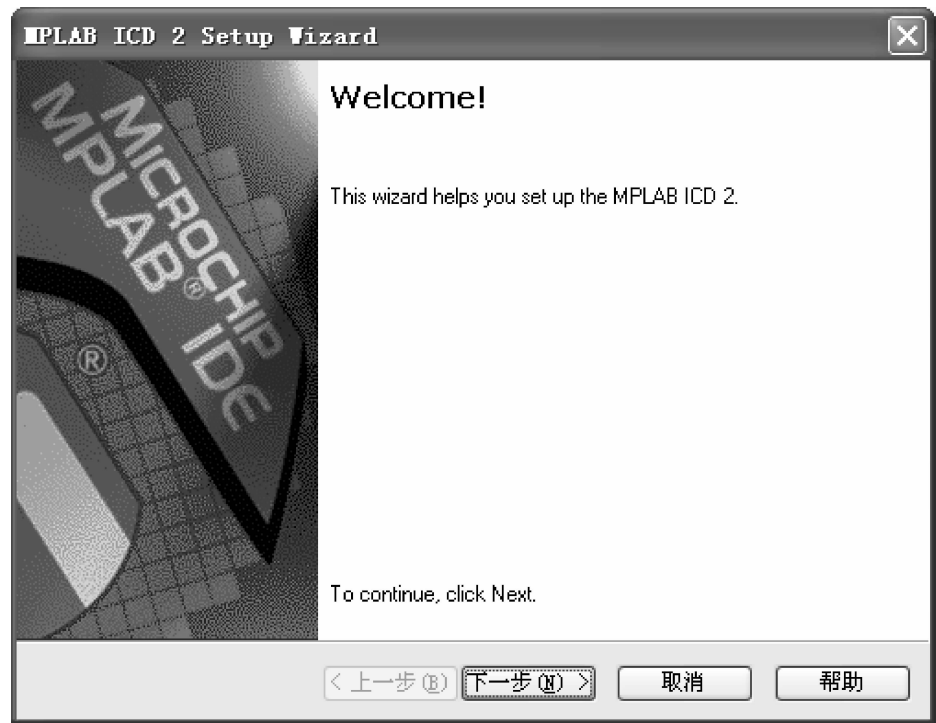 MPLAB ICD 2 Setup Wizard
MICROCHIP
MPLAB® IDE
®
Welcome!
This wizard helps you set up the MPLAB ICD 2.
To continue, click Next.
< 上一步(B) 下一步(N) > 取消 帮助